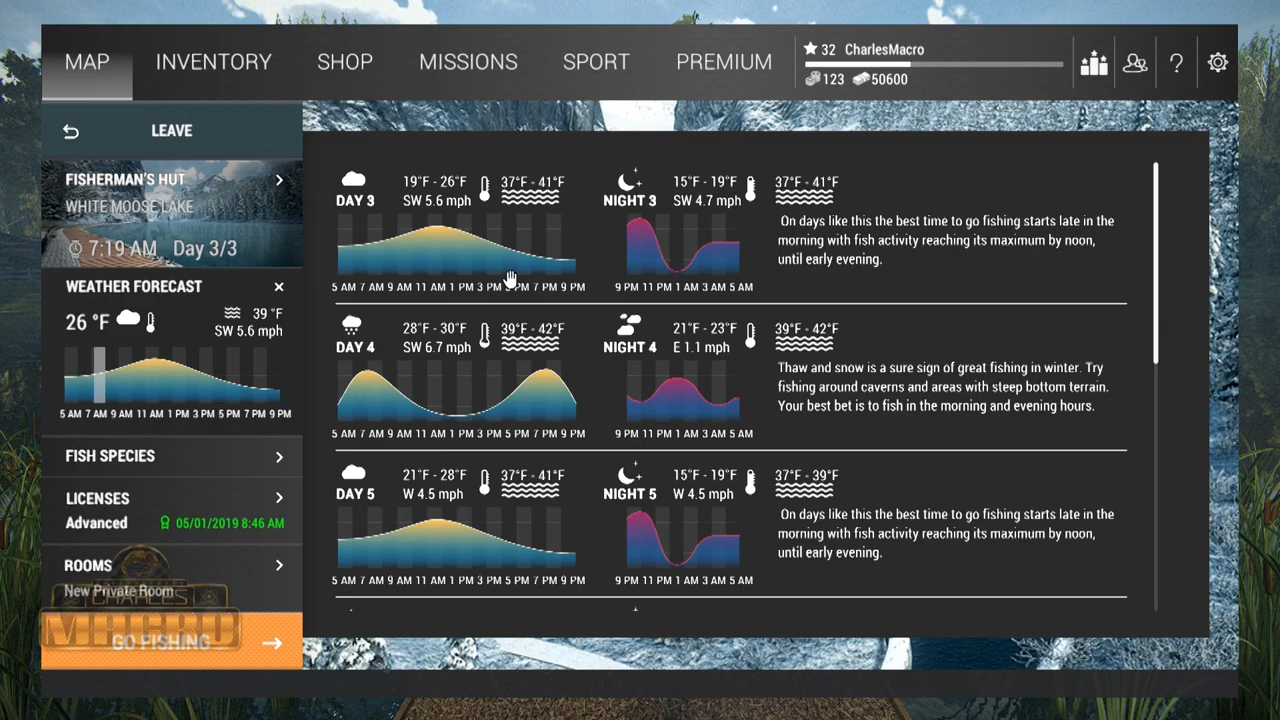 MAP INVENTORY SHOP MISSIONS SPORT PREMIUM
32 CharlesMacro
123 50600
LEAVE
FISHERMAN'S HUT
WHITE MOOSE LAKE
7:19 AM Day 3/3
WEATHER FORECAST
26 °F 39 °F
SW 5.6 mph
5 AM 7 AM 9 AM 11 AM 1 PM 3 PM 5 PM 7 PM 9 PM
FISH SPECIES
LICENSES
Advanced 05/01/2019 8:46 AM
ROOMS
New Private Room
CHARLES
MACRO
GO FISHING
DAY 3
19°F - 26°F 37°F - 41°F
SW 5.6 mph
5 AM 7 AM 9 AM 11 AM 1 PM 3 PM 5 PM 7 PM 9 PM
NIGHT 3
15°F - 19°F 37°F - 41°F
SW 4.7 mph
9 PM 11 PM 1 AM 3 AM 5 AM
On days like this the best time to go fishing starts late in the
morning with fish activity reaching its maximum by noon,
until early evening.
DAY 4
28°F - 30°F 39°F - 42°F
SW 6.7 mph
5 AM 7 AM 9 AM 11 AM 1 PM 3 PM 5 PM 7 PM 9 PM
NIGHT 4
21°F - 23°F 39°F - 42°F
E 1.1 mph
9 PM 11 PM 1 AM 3 AM 5 AM
Thaw and snow is a sure sign of great fishing in winter. Try
fishing around caverns and areas with steep bottom terrain.
Your best bet is to fish in the morning and evening hours.
DAY 5
21°F - 28°F 37°F - 41°F
W 4.5 mph
5 AM 7 AM 9 AM 11 AM 1 PM 3 PM 5 PM 7 PM 9 PM
NIGHT 5
15°F - 19°F 37°F - 39°F
W 4.5 mph
9 PM 11 PM 1 AM 3 AM 5 AM
On days like this the best time to go fishing starts late in the
morning with fish activity reaching its maximum by noon,
until early evening.